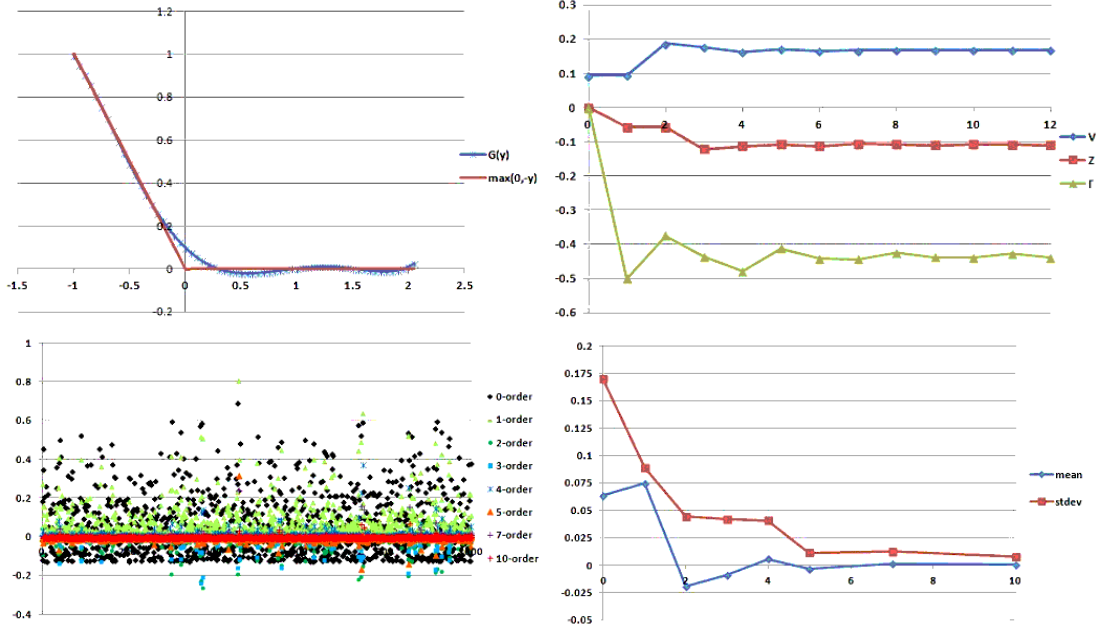 1.2
1
0.8
0.6
0.4
0.2
0
-0.2
-1.5 -1 -0.5 0 0.5 1 1.5 2 2.5
G(y)
max(0,-y)
0.3
0.2
0.1
0
-0.1
-0.2
-0.3
-0.4
-0.5
-0.6
0 2 4 6 8 10 12
V
Z
Γ
1
0.8
0.6
0.4
0.2
0
-0.2
-0.4
0-order
1-order
2-order
3-order
4-order
5-order
7-order
10-order
0.2
0.175
0.15
0.125
0.1
0.075
0.05
0.025
0
-0.025
-0.05
0 2 4 6 8 10
mean
stdev